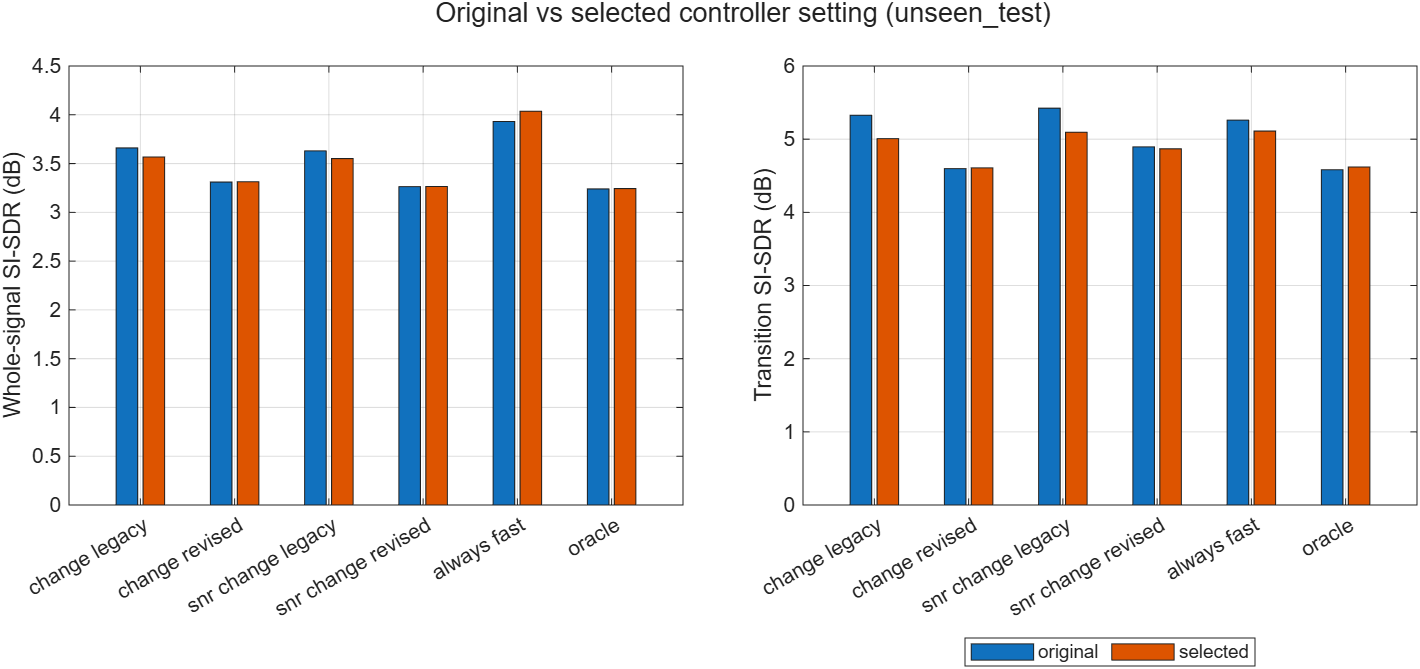 Original vs selected controller setting (unseen_test)
Whole-signal SI-SDR (dB)
4.5
4
3.5
3
2.5
2
1.5
1
0.5
0
change legacy
change revised
snr change legacy
snr change revised
always fast
oracle
Transition SI-SDR (dB)
6
5
4
3
2
1
0
change legacy
change revised
snr change legacy
snr change revised
always fast
oracle
original
selected